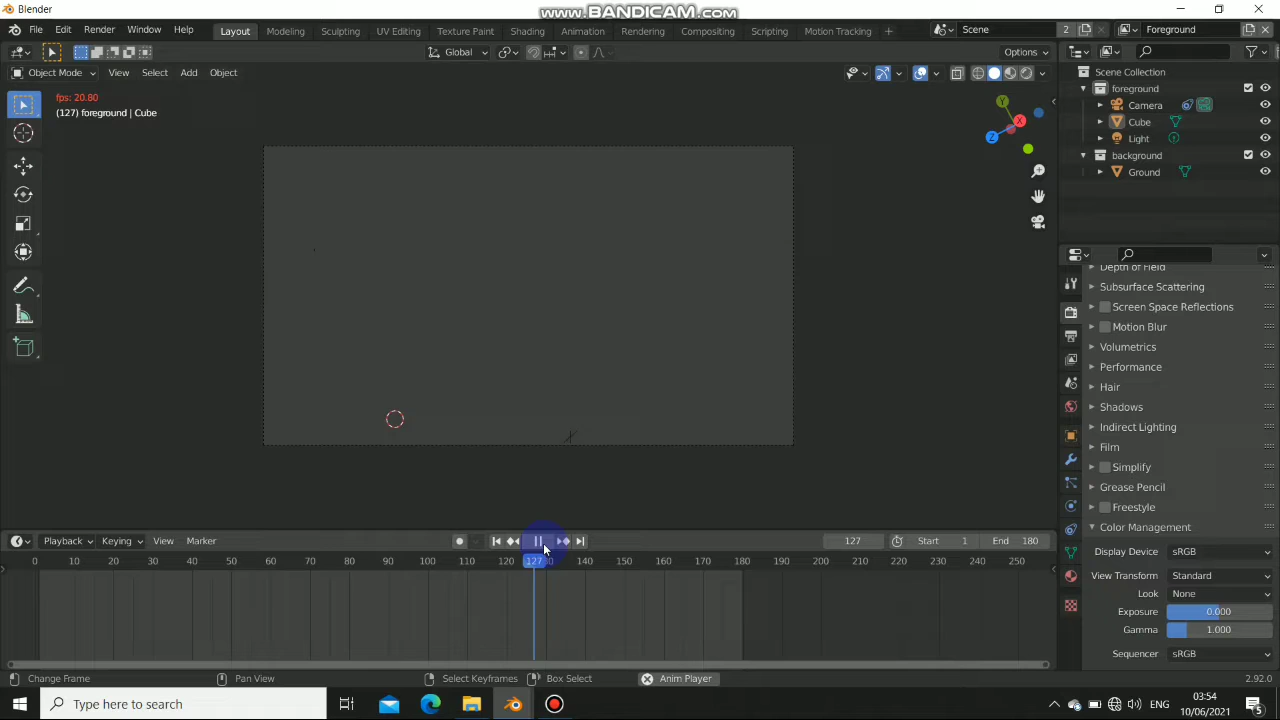 Blender
www.BANDICAM.com
File Edit Render Window Help Layout Modeling Sculpting UV Editing Texture Paint Shading Animation Rendering Compositing Scripting Motion Tracking + Scene 2 Foreground
Global Options
Object Mode View Select Add Object
Scene Collection
foreground
Camera
Cube
Light
background
Ground
fps: 20.80
(127) foreground | Cube
Y
X
Z
Depth of Field
Subsurface Scattering
Screen Space Reflections
Motion Blur
Volumetrics
Performance
Hair
Shadows
Indirect Lighting
Film
Simplify
Grease Pencil
Freestyle
Color Management
Display Device sRGB
View Transform Standard
Look None
Exposure 0.000
Gamma 1.000
Sequencer sRGB
Playback Keying View Marker 127 Start 1 End 180
0 10 20 30 40 50 60 70 80 90 100 110 120 127 30 140 150 160 170 180 190 200 210 220 230 240 250
Change Frame Pan View Select Keyframes Box Select Anim Player 2.92.0
Type here to search
03:54
10/06/2021
5